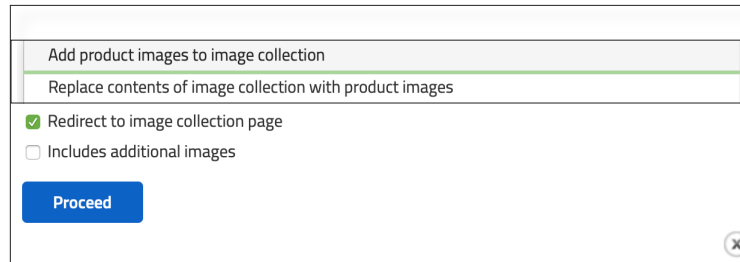 Add product images to image collection
Replace contents of image collection with product images
Redirect to image collection page
Includes additional images
Proceed